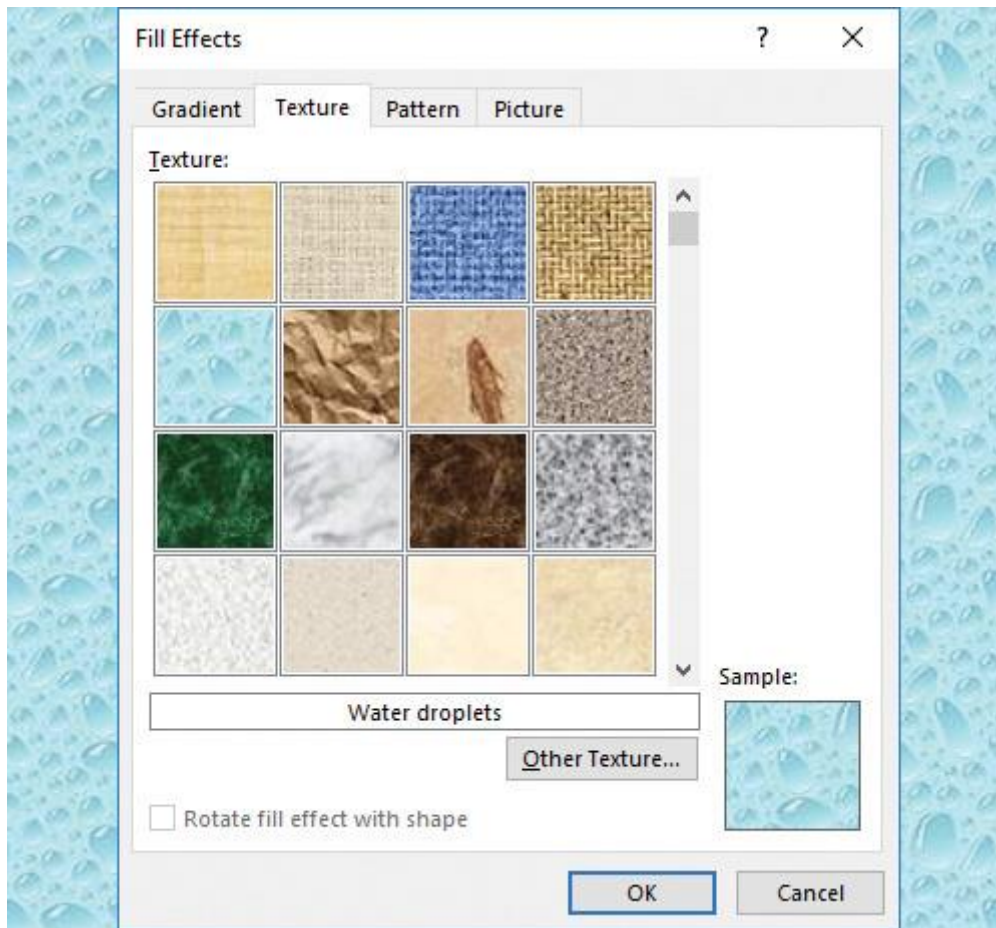 Fill Effects ?
Gradient Texture Pattern Picture
Texture:
Sample:
Water droplets
Other Texture...
Rotate fill effect with shape
OK Cancel